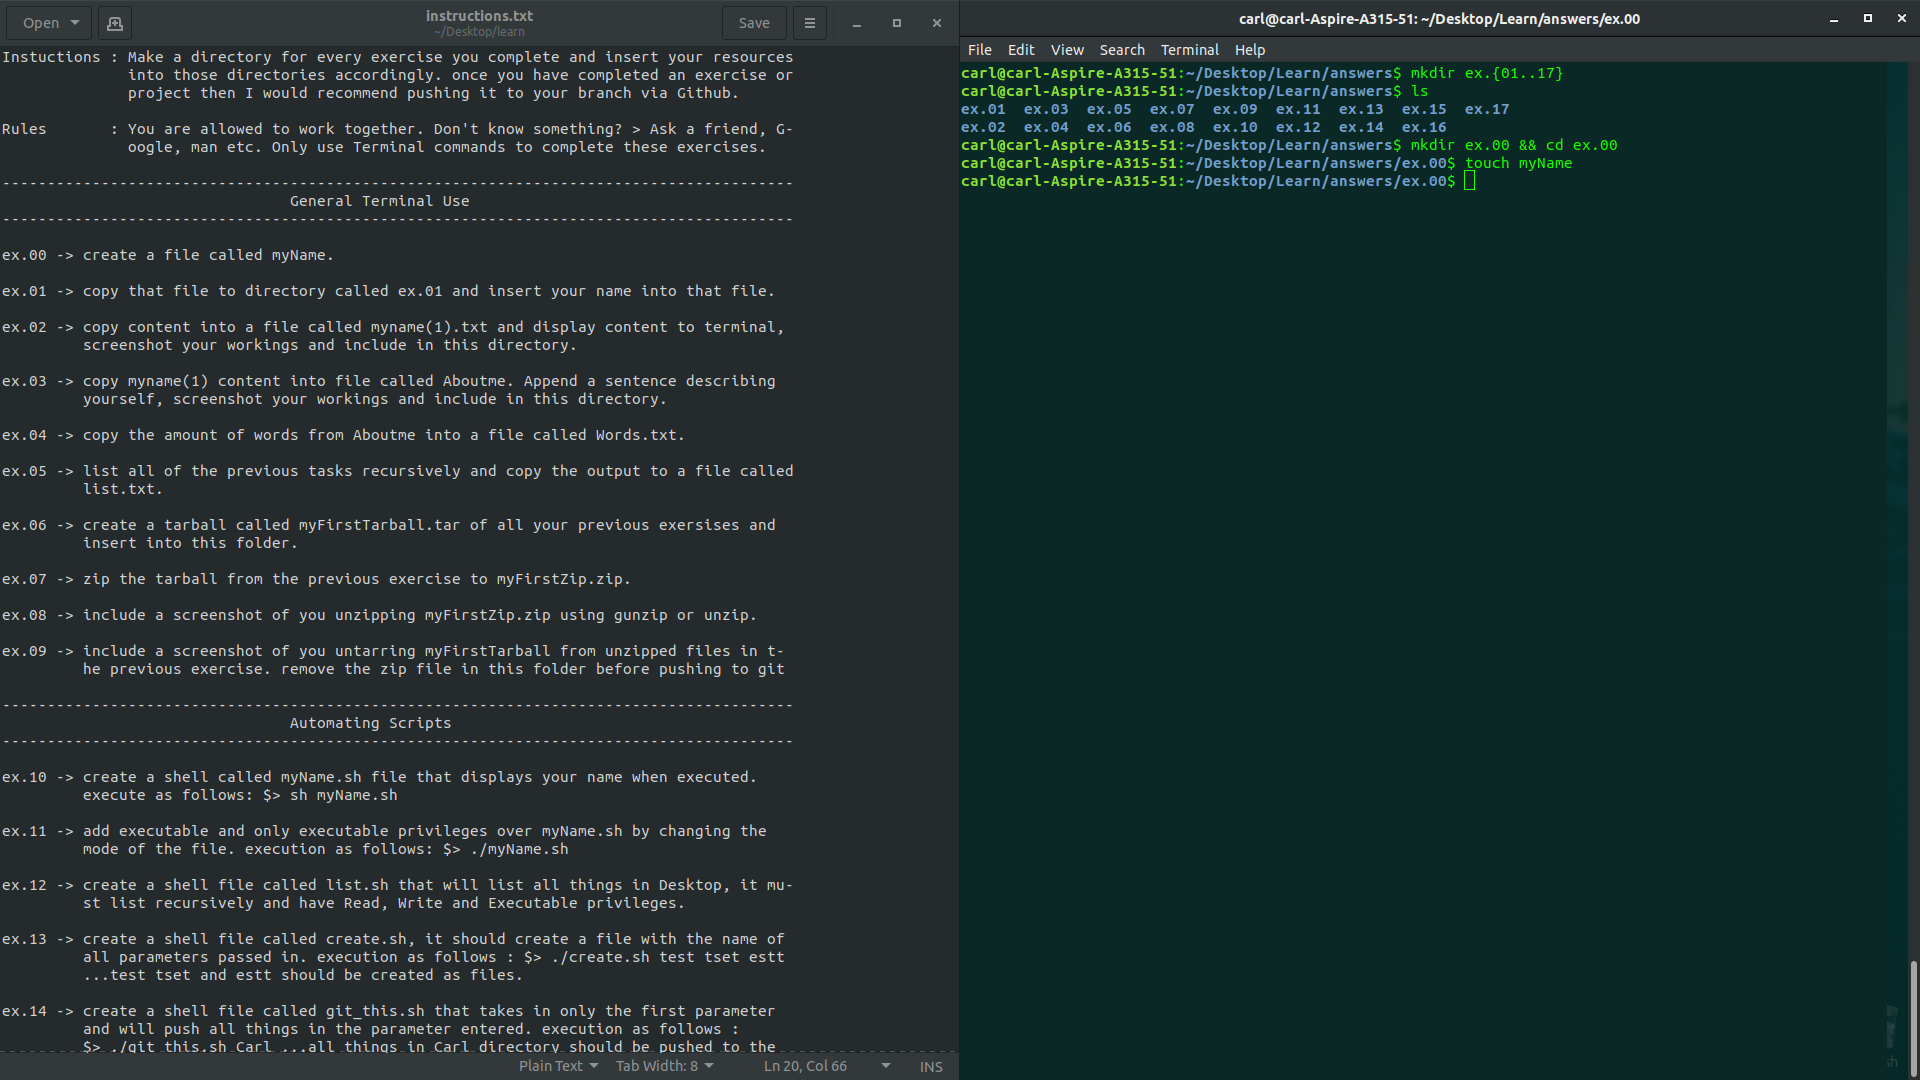 Open
instructions.txt
~/Desktop/learn
Save
Instuctions : Make a directory for every exercise you complete and insert your resources
into those directories accordingly. once you have completed an exercise or
project then I would recommend pushing it to your branch via Github.
Rules : You are allowed to work together. Don't know something? > Ask a friend, G-
oogle, man etc. Only use Terminal commands to complete these exercises.
----------------------------------------------------------------------------------------
General Terminal Use
----------------------------------------------------------------------------------------
ex.00 -> create a file called myName.
ex.01 -> copy that file to directory called ex.01 and insert your name into that file.
ex.02 -> copy content into a file called myname(1).txt and display content to terminal,
screenshot your workings and include in this directory.
ex.03 -> copy myname(1) content into file called Aboutme. Append a sentence describing
yourself, screenshot your workings and include in this directory.
ex.04 -> copy the amount of words from Aboutme into a file called Words.txt.
ex.05 -> list all of the previous tasks recursively and copy the output to a file called
list.txt.
ex.06 -> create a tarball called myFirstTarball.tar of all your previous exersises and
insert into this folder.
ex.07 -> zip the tarball from the previous exercise to myFirstZip.zip.
ex.08 -> include a screenshot of you unzipping myFirstZip.zip using gunzip or unzip.
ex.09 -> include a screenshot of you untarring myFirstTarball from unzipped files in t-
he previous exercise. remove the zip file in this folder before pushing to git
----------------------------------------------------------------------------------------
Automating Scripts
----------------------------------------------------------------------------------------
ex.10 -> create a shell called myName.sh file that displays your name when executed.
execute as follows: $> sh myName.sh
ex.11 -> add executable and only executable privileges over myName.sh by changing the
mode of the file. execution as follows: $> ./myName.sh
ex.12 -> create a shell file called list.sh that will list all things in Desktop, it mu-
st list recursively and have Read, Write and Executable privileges.
ex.13 -> create a shell file called create.sh, it should create a file with the name of
all parameters passed in. execution as follows : $> ./create.sh test tset estt
...test tset and estt should be created as files.
ex.14 -> create a shell file called git_this.sh that takes in only the first parameter
and will push all things in the parameter entered. execution as follows :
$> ./git_this.sh Carl ...all things in Carl directory should be pushed to the
Plain Text Tab Width: 8 Ln 20, Col 66 INS
carl@carl-Aspire-A315-51: ~/Desktop/Learn/answers/ex.00
File Edit View Search Terminal Help
carl@carl-Aspire-A315-51:~/Desktop/Learn/answers$ mkdir ex.{01..17}
carl@carl-Aspire-A315-51:~/Desktop/Learn/answers$ ls
ex.01 ex.03 ex.05 ex.07 ex.09 ex.11 ex.13 ex.15 ex.17
ex.02 ex.04 ex.06 ex.08 ex.10 ex.12 ex.14 ex.16
carl@carl-Aspire-A315-51:~/Desktop/Learn/answers$ mkdir ex.00 && cd ex.00
carl@carl-Aspire-A315-51:~/Desktop/Learn/answers/ex.00$ touch myName
carl@carl-Aspire-A315-51:~/Desktop/Learn/answers/ex.00$